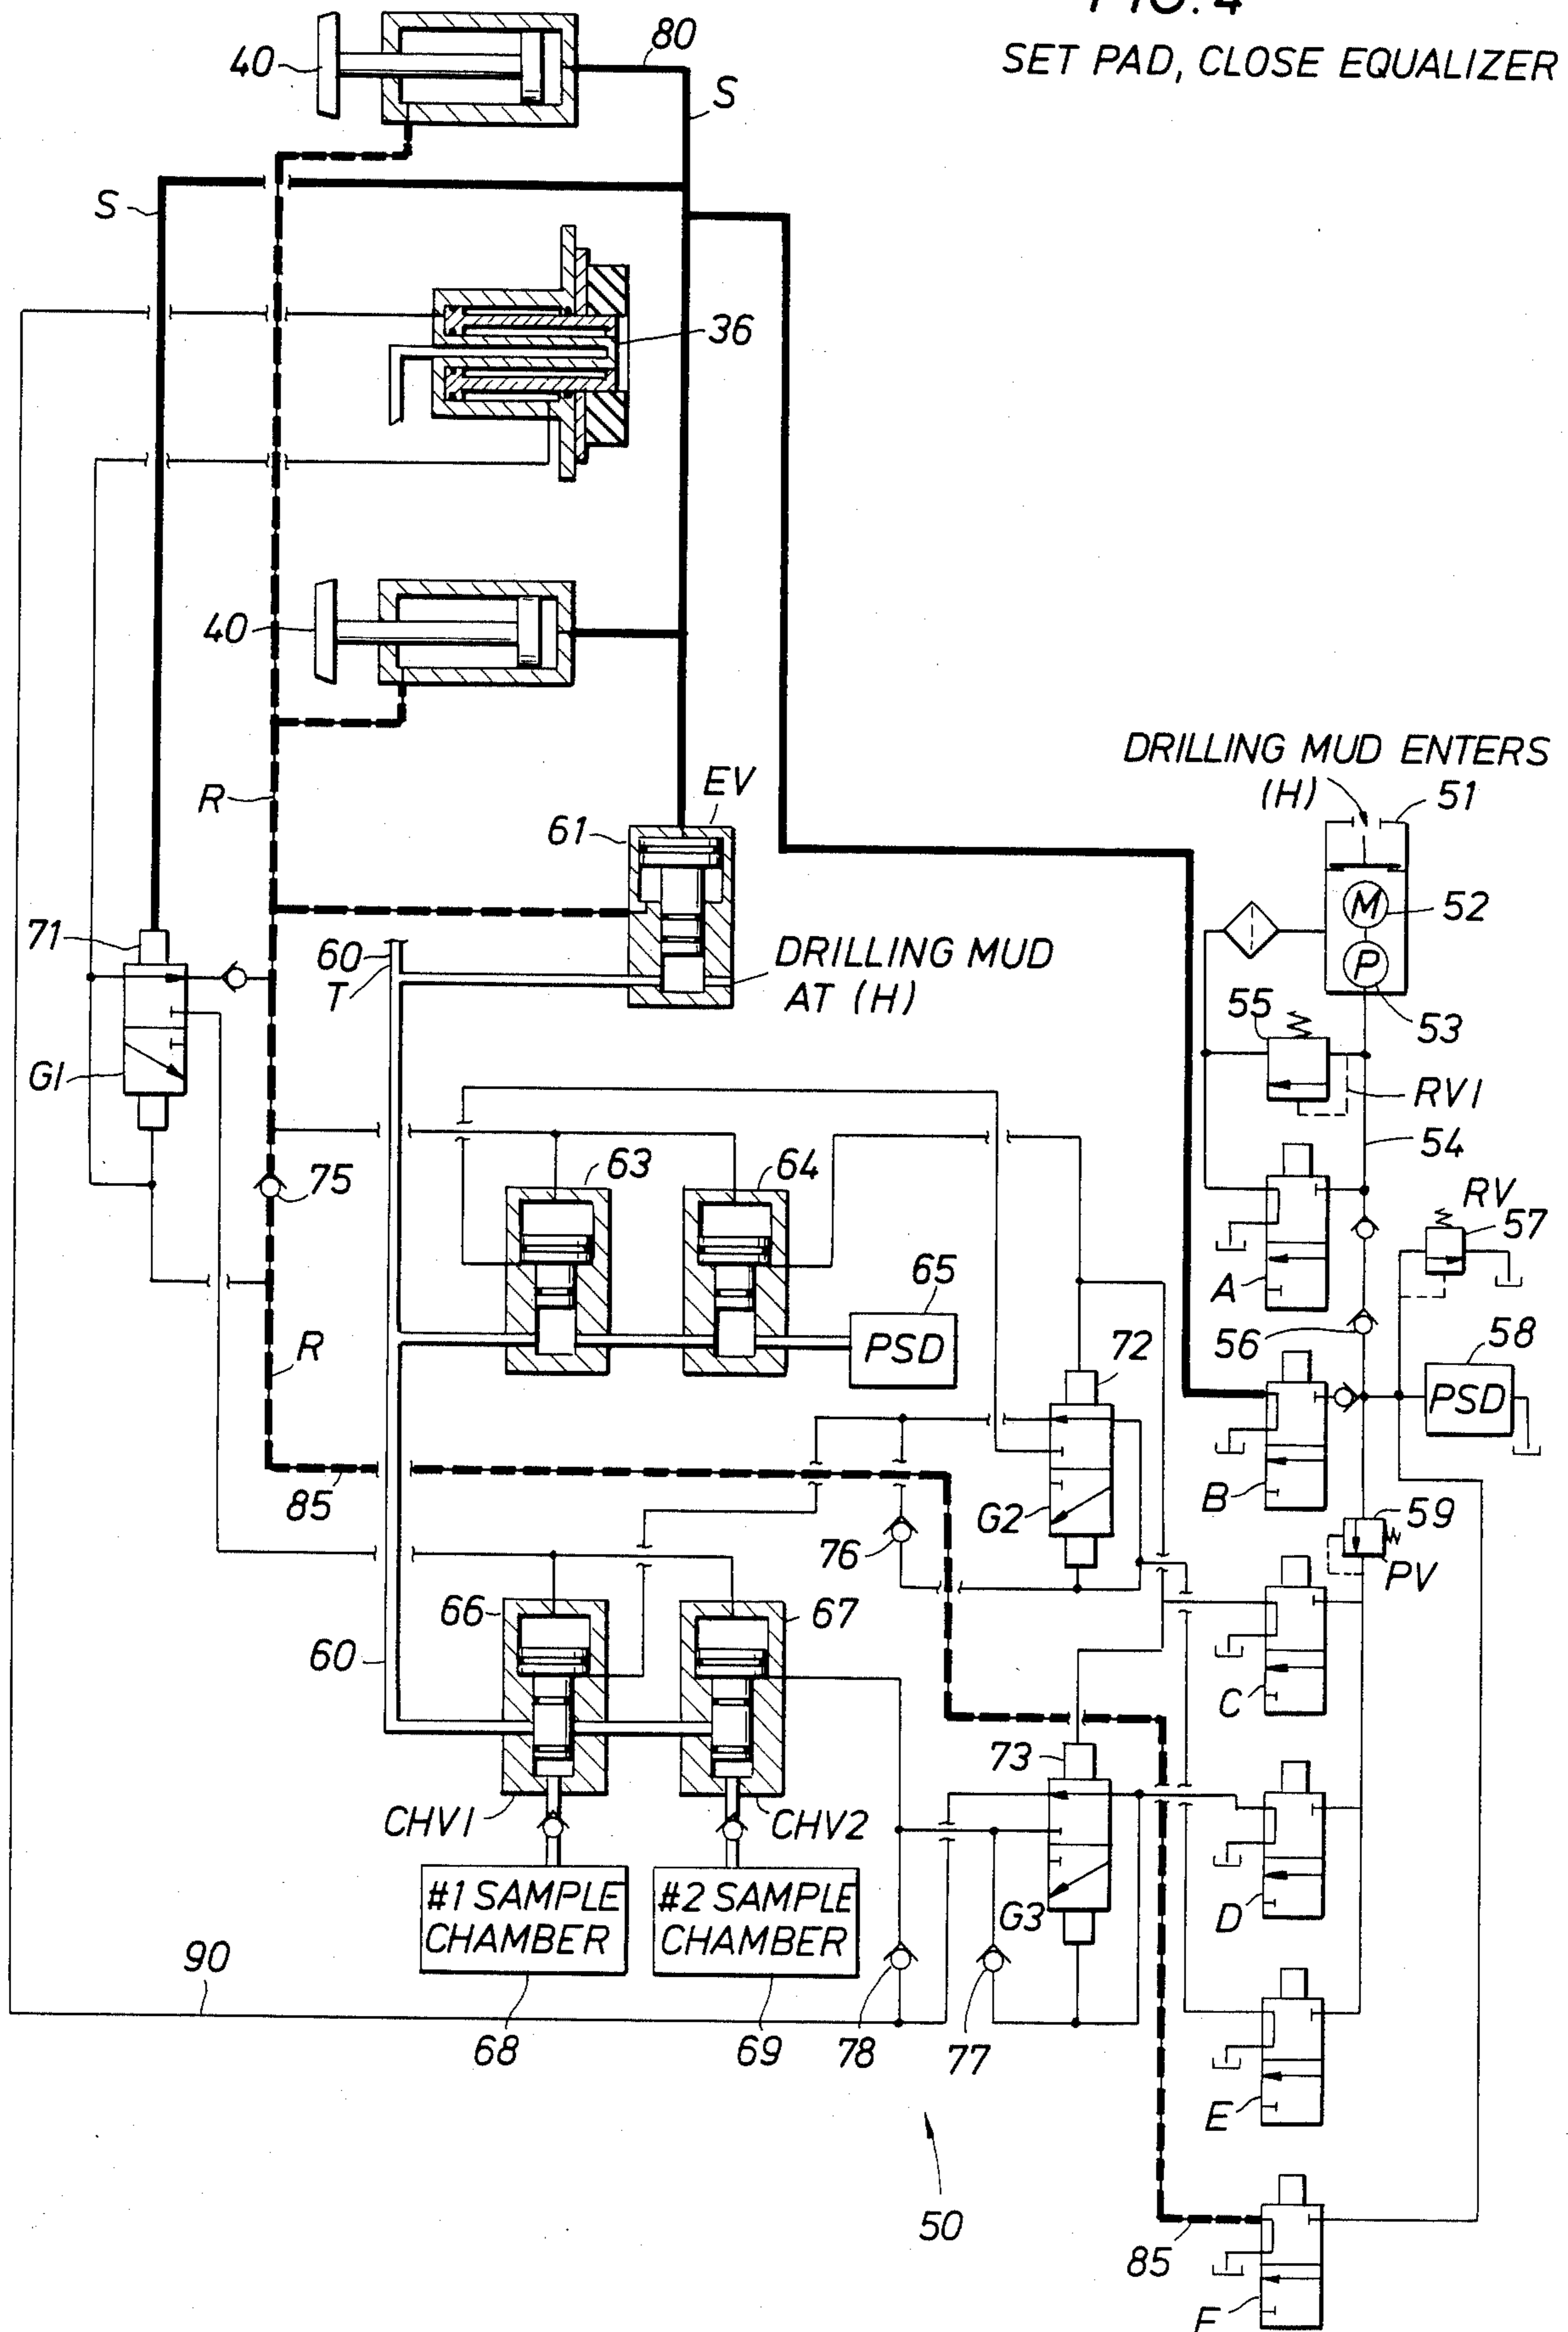 FIG. 4
SET PAD, CLOSE EQUALIZER
40
80
S
S
36
40
R
EV
61
DRILLING MUD ENTERS
(H)
51
M
52
P
53
71
60
T
DRILLING MUD
AT (H)
55
RV1
54
G1
75
63
64
65
PSD
A
RV
57
56
58
PSD
R
72
85
G2
B
59
PV
76
66
67
60
C
73
CHV1
CHV2
#1 SAMPLE
CHAMBER
#2 SAMPLE
CHAMBER
G3
D
90
68
69
78
77
E
50
85
F